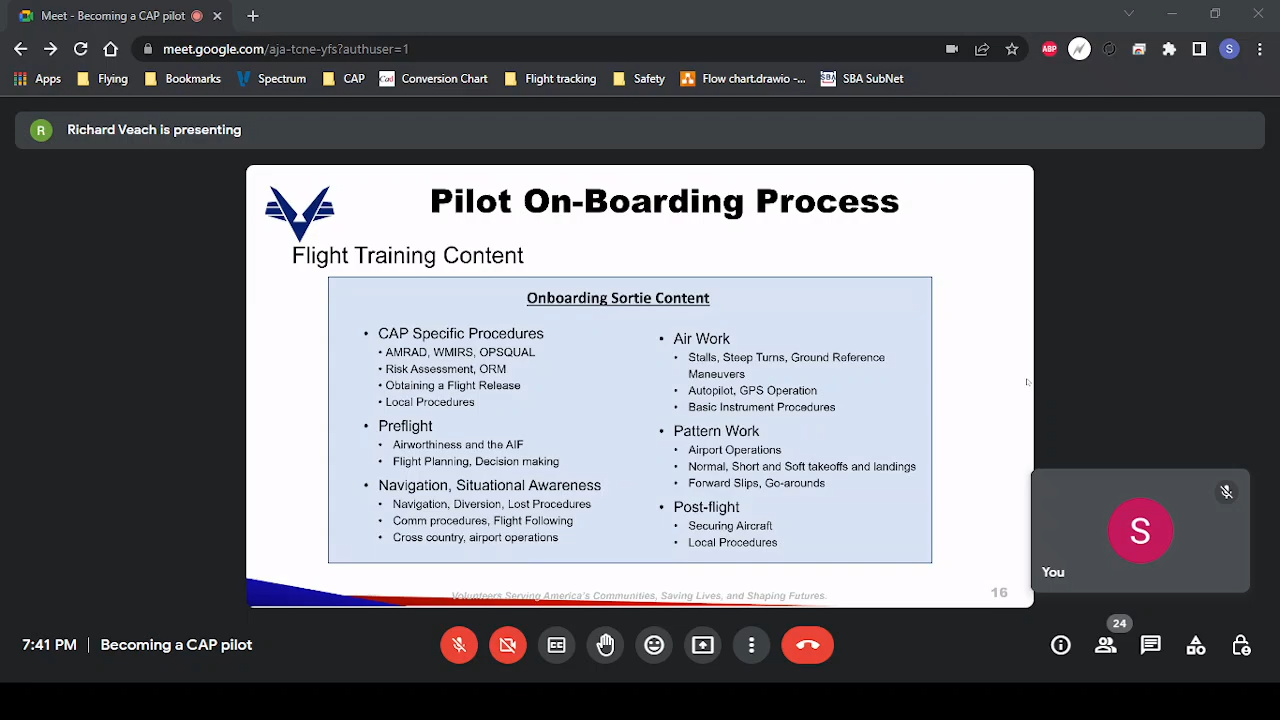 Meet - Becoming a CAP pilot
meet.google.com/aja-tcne-yfs?authuser=1
ABP
S
Apps
Flying
Bookmarks
Spectrum
CAP
Cad
Conversion Chart
Flight tracking
Safety
Flow chart.drawio -...
SBA
SBA SubNet
R
Richard Veach is presenting
Pilot On-Boarding Process
Flight Training Content
Onboarding Sortie Content
• CAP Specific Procedures
• AMRAD, WMIRS, OPSQUAL
• Risk Assessment, ORM
• Obtaining a Flight Release
• Local Procedures
• Preflight
• Airworthiness and the AIF
• Flight Planning, Decision making
• Navigation, Situational Awareness
• Navigation, Diversion, Lost Procedures
• Comm procedures, Flight Following
• Cross country, airport operations
• Air Work
• Stalls, Steep Turns, Ground Reference
Maneuvers
• Autopilot, GPS Operation
• Basic Instrument Procedures
• Pattern Work
• Airport Operations
• Normal, Short and Soft takeoffs and landings
• Forward Slips, Go-arounds
• Post-flight
• Securing Aircraft
• Local Procedures
Volunteers Serving America's Communities, Saving Lives, and Shaping Futures.
16
S
You
7:41 PM | Becoming a CAP pilot
CC
24